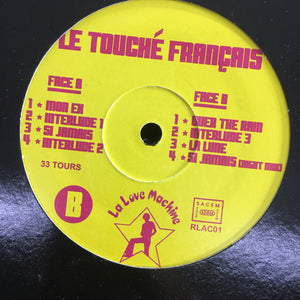 LE TOUCHÉ FRANÇAIS
FACE A
1 ★ MON EX
2 ★ INTERLUDE 1
3 ★ SI JAMAIS
4 ★ INTERLUDE 2
33 TOURS
B
FACE B
1 ★ OVER THE RAIN
2 ★ INTERLUDE 3
3 ★ LA LUNE
4 ★ SI JAMAIS (NIGHT MIX)
La Love Machine
SACEM
RLAC01